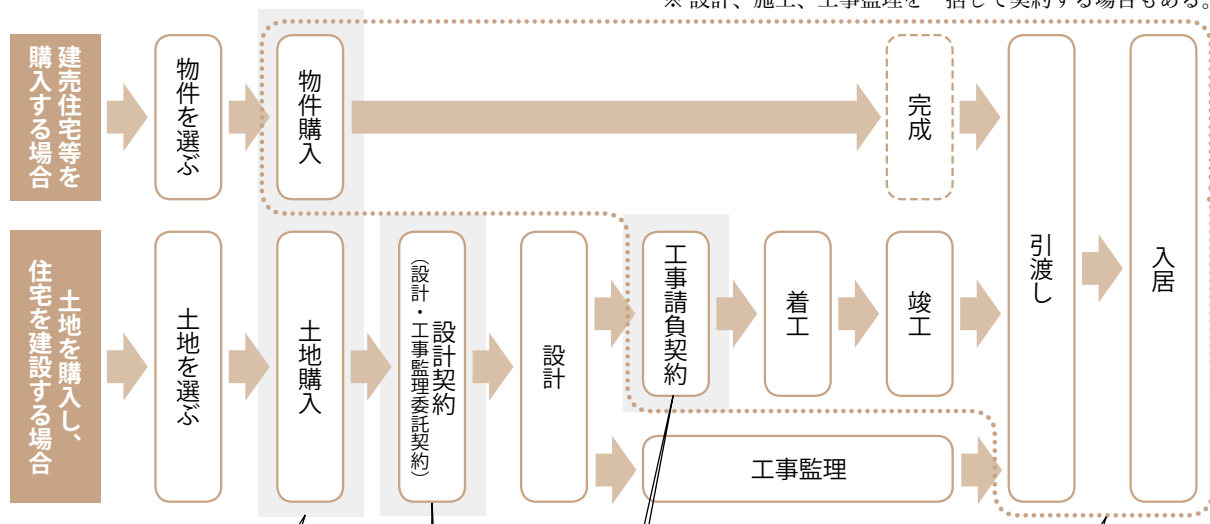 ※ 設計、施工、工事監理を一括して契約する場合もある。
建売住宅等を
購入する場合
物件を選ぶ
物件購入
完成
引渡し
入居
土地を購入し、
住宅を建設する場合
土地を選ぶ
土地購入
設計契約
（設計・工事監理委託契約）
設計
工事請負契約
着工
竣工
工事監理